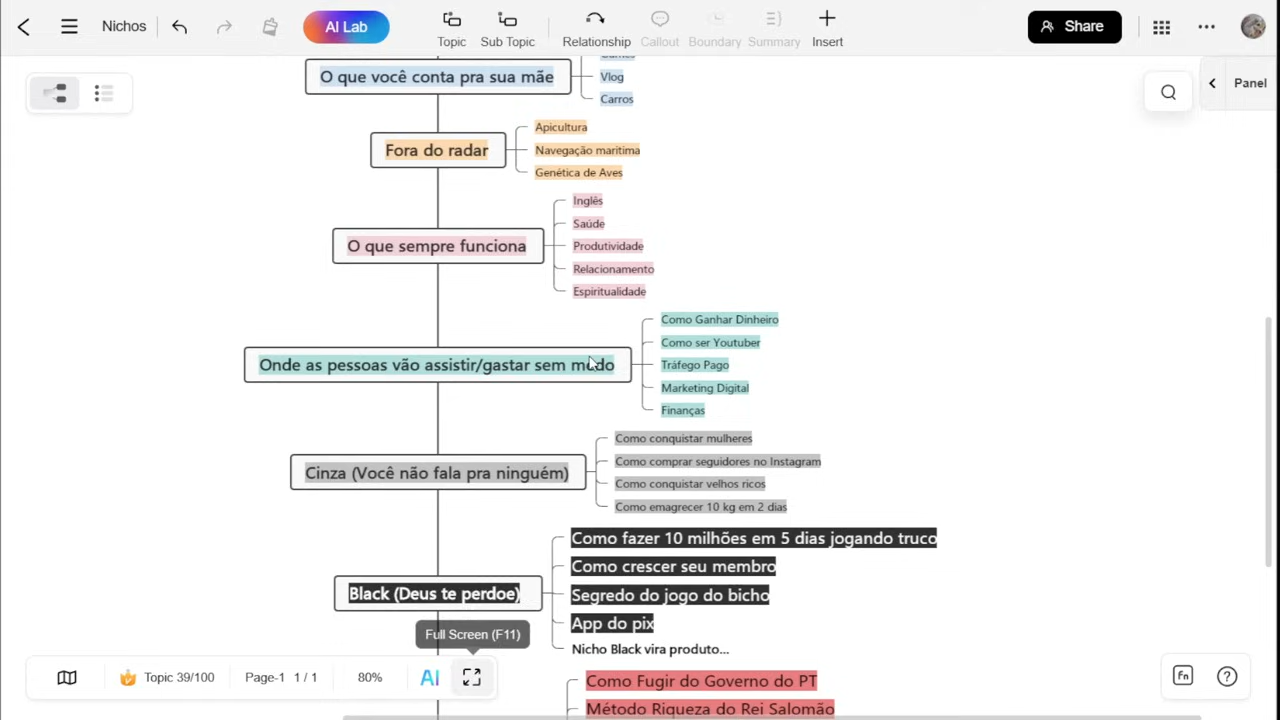 Nichos
AI Lab
Topic
Sub Topic
Relationship
Callout
Boundary
Summary
Insert
Share
Panel
O que você conta pra sua mãe
Games
Vlog
Carros
Fora do radar
Apicultura
Navegação maritima
Genética de Aves
O que sempre funciona
Inglês
Saúde
Produtividade
Relacionamento
Espiritualidade
Onde as pessoas vão assistir/gastar sem medo
Como Ganhar Dinheiro
Como ser Youtuber
Tráfego Pago
Marketing Digital
Finanças
Cinza (Você não fala pra ninguém)
Como conquistar mulheres
Como comprar seguidores no Instagram
Como conquistar velhos ricos
Como emagrecer 10 kg em 2 dias
Black (Deus te perdoe)
Como fazer 10 milhões em 5 dias jogando truco
Como crescer seu membro
Segredo do jogo do bicho
App do pix
Nicho Black vira produto...
Como Fugir do Governo do PT
Método Riqueza do Rei Salomão
Full Screen (F11)
Topic 39/100
Page-1 1 / 1
80%
AI
fn
?